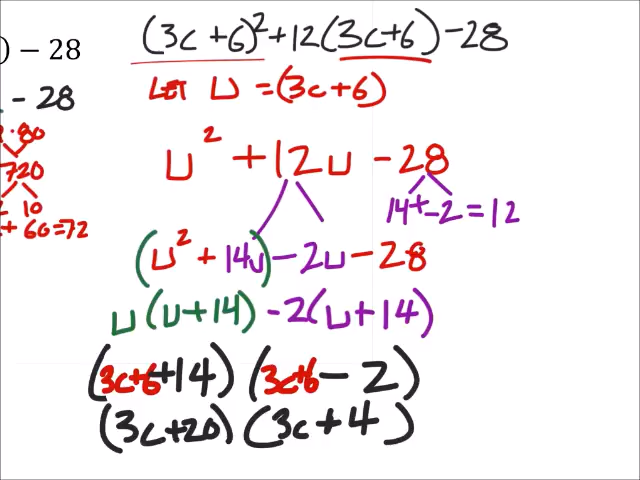 ) − 28
− 28
· 80
720
10
+ 60 = 72
(3c + 6)² + 12(3c + 6) − 28
LET U = (3c + 6)
u² + 12u − 28
14 + −2 = 12
(u² + 14u) − 2u − 28
u(u + 14) − 2(u + 14)
(3c+6 + 14)(3c+6 − 2)
(3c + 20)(3c + 4)